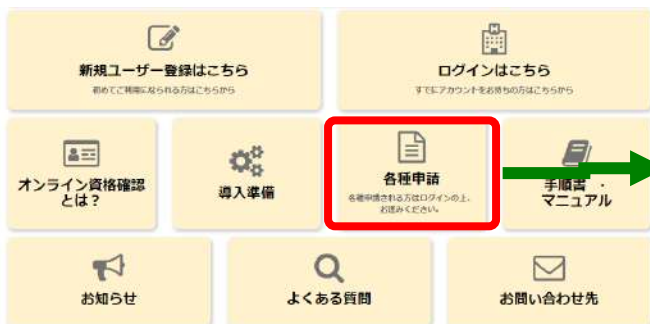 新規ユーザー登録はこちら
初めてご利用になられる方はこちらから
ログインはこちら
すでにアカウントをお持ちの方はこちらから
オンライン資格確認
とは？
導入準備
各種申請
各種申請される方はログインの上、
お進みください。
手順書・
マニュアル
お知らせ
よくある質問
お問い合わせ先